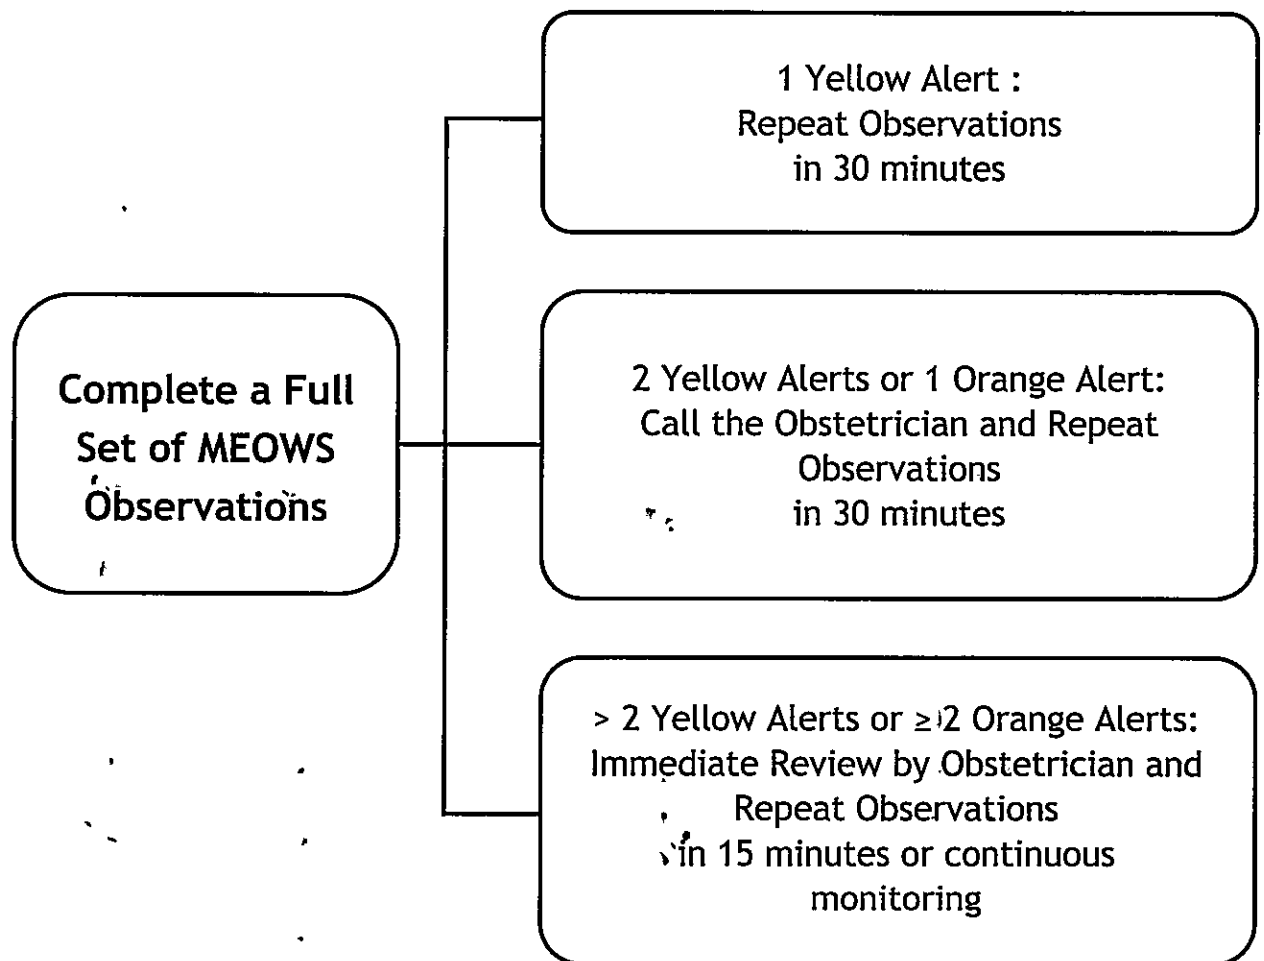 Complete a Full
Set of MEOWS
Observations
1 Yellow Alert :
Repeat Observations
in 30 minutes
2 Yellow Alerts or 1 Orange Alert:
Call the Obstetrician and Repeat
Observations
in 30 minutes
> 2 Yellow Alerts or ≥ 2 Orange Alerts:
Immediate Review by Obstetrician and
Repeat Observations
in 15 minutes or continuous
monitoring